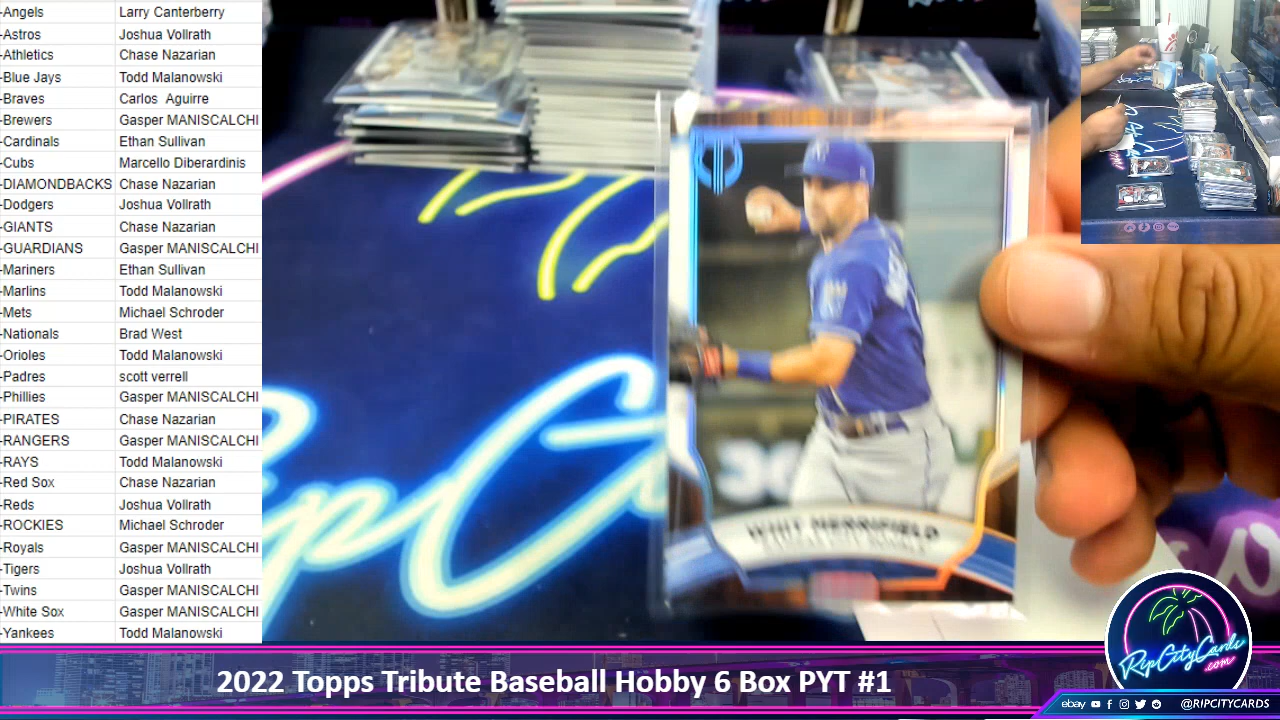 -Angels Larry Canterberry
-Astros Joshua Vollrath
-Athletics Chase Nazarian
-Blue Jays Todd Malanowski
-Braves Carlos Aguirre
-Brewers Gasper MANISCALCHI
-Cardinals Ethan Sullivan
-Cubs Marcello Diberardinis
-DIAMONDBACKS Chase Nazarian
-Dodgers Joshua Vollrath
-GIANTS Chase Nazarian
-GUARDIANS Gasper MANISCALCHI
-Mariners Ethan Sullivan
-Marlins Todd Malanowski
-Mets Michael Schroder
-Nationals Brad West
-Orioles Todd Malanowski
-Padres scott verrell
-Phillies Gasper MANISCALCHI
-PIRATES Chase Nazarian
-RANGERS Gasper MANISCALCHI
-RAYS Todd Malanowski
-Red Sox Chase Nazarian
-Reds Joshua Vollrath
-ROCKIES Michael Schroder
-Royals Gasper MANISCALCHI
-Tigers Joshua Vollrath
-Twins Gasper MANISCALCHI
-White Sox Gasper MANISCALCHI
-Yankees Todd Malanowski
WHIT MERRIFIELD
RipCityCards
.com
2022 Topps Tribute Baseball Hobby 6 Box PYT #1
ebay @RIPCITYCARDS